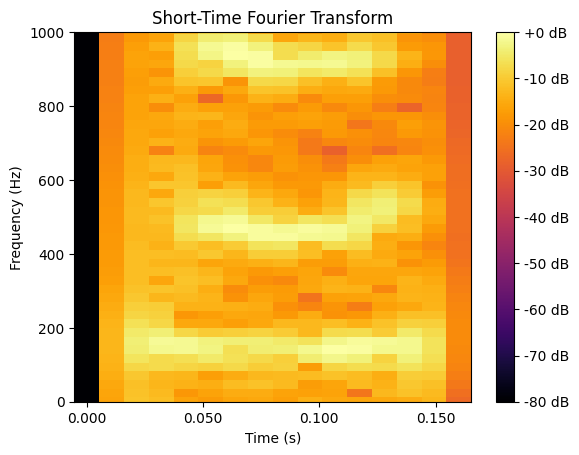 Short-Time Fourier Transform
1000
800
600
400
200
0
Frequency (Hz)
0.000
0.050
0.100
0.150
Time (s)
+0 dB
-10 dB
-20 dB
-30 dB
-40 dB
-50 dB
-60 dB
-70 dB
-80 dB